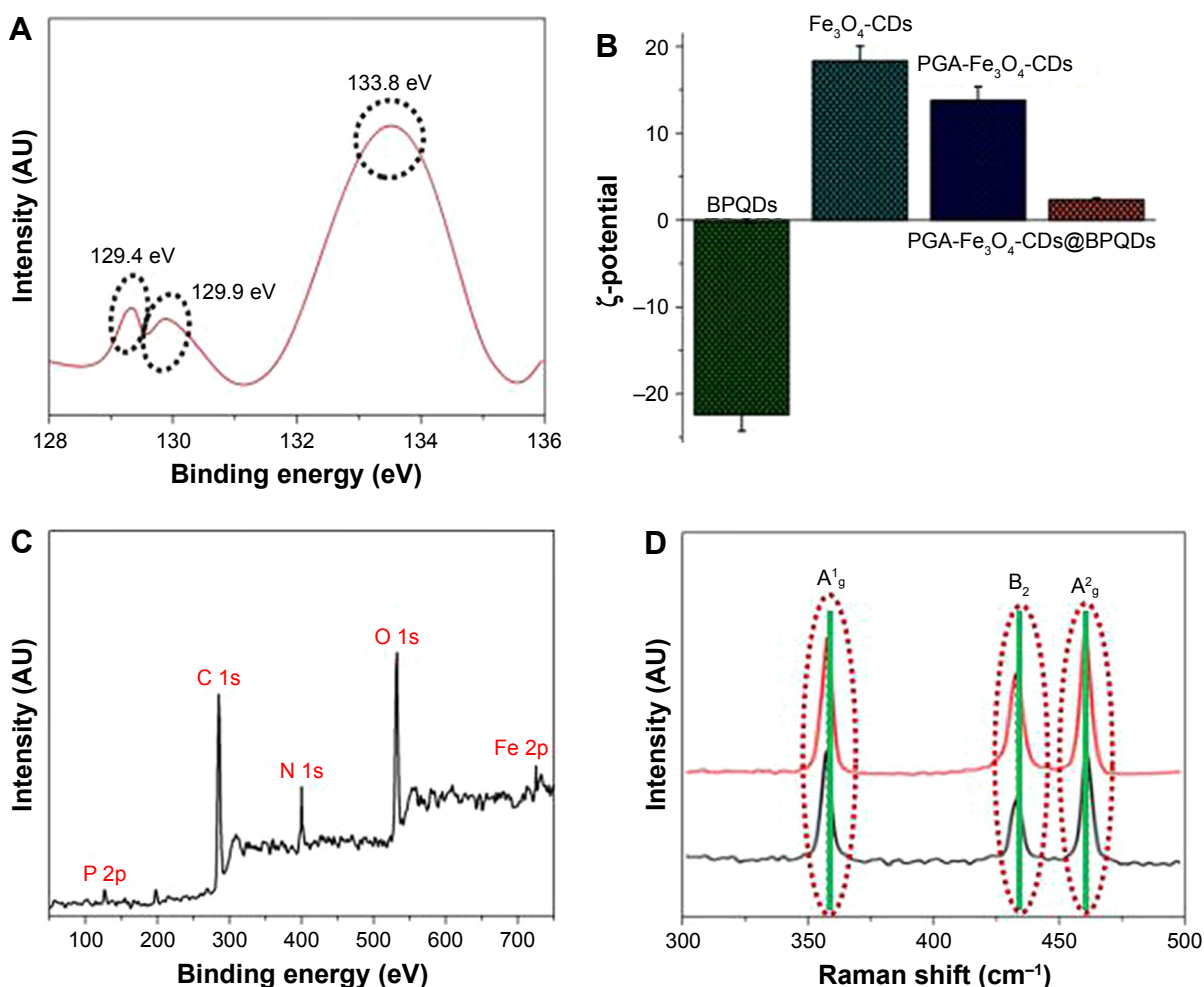 A
133.8 eV
129.4 eV
129.9 eV
Intensity (AU)
128 130 132 134 136
Binding energy (eV)
B
Fe₃O₄-CDs
PGA-Fe₃O₄-CDs
BPQDs
PGA-Fe₃O₄-CDs@BPQDs
ζ-potential
20
10
0
–10
–20
C
O 1s
C 1s
N 1s
Fe 2p
P 2p
Intensity (AU)
100 200 300 400 500 600 700
Binding energy (eV)
D
A¹g B₂ A²g
Intensity (AU)
300 350 400 450 500
Raman shift (cm⁻¹)